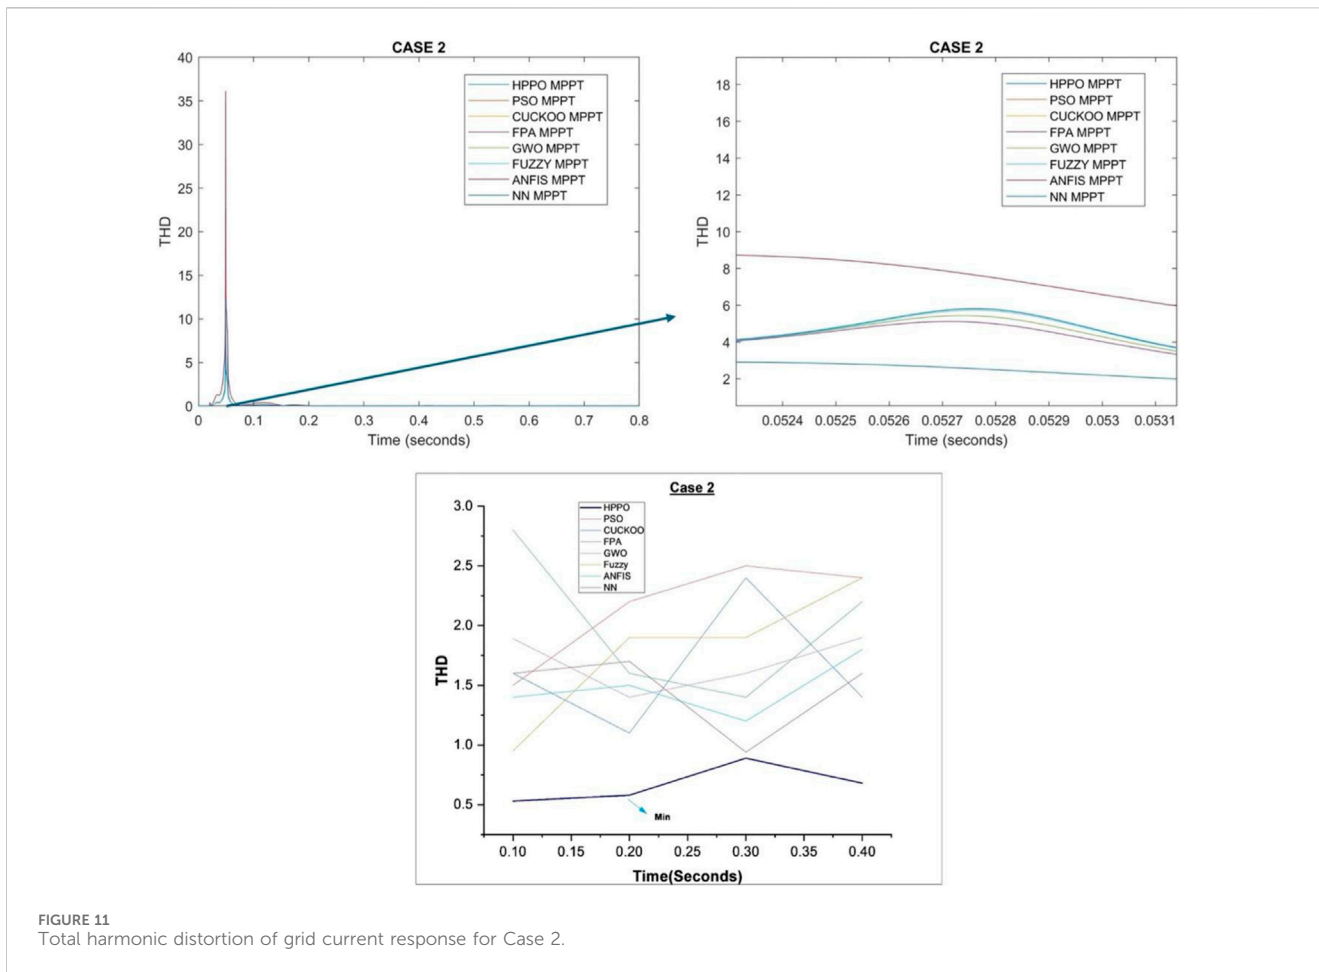 CASE 2
40
35
30
25
20
15
10
5
0
THD
HPPO MPPT
PSO MPPT
CUCKOO MPPT
FPA MPPT
GWO MPPT
FUZZY MPPT
ANFIS MPPT
NN MPPT
0 0.1 0.2 0.3 0.4 0.5 0.6 0.7 0.8
Time (seconds)
CASE 2
18
16
14
12
10
8
6
4
2
THD
HPPO MPPT
PSO MPPT
CUCKOO MPPT
FPA MPPT
GWO MPPT
FUZZY MPPT
ANFIS MPPT
NN MPPT
0.0524 0.0525 0.0526 0.0527 0.0528 0.0529 0.053 0.0531
Time (seconds)
Case 2
3.0
2.5
2.0
1.5
1.0
0.5
THD
HPPO
PSO
CUCKOO
FPA
GWO
Fuzzy
ANFIS
NN
Min
0.10 0.15 0.20 0.25 0.30 0.35 0.40
Time(Seconds)
FIGURE 11
Total harmonic distortion of grid current response for Case 2.